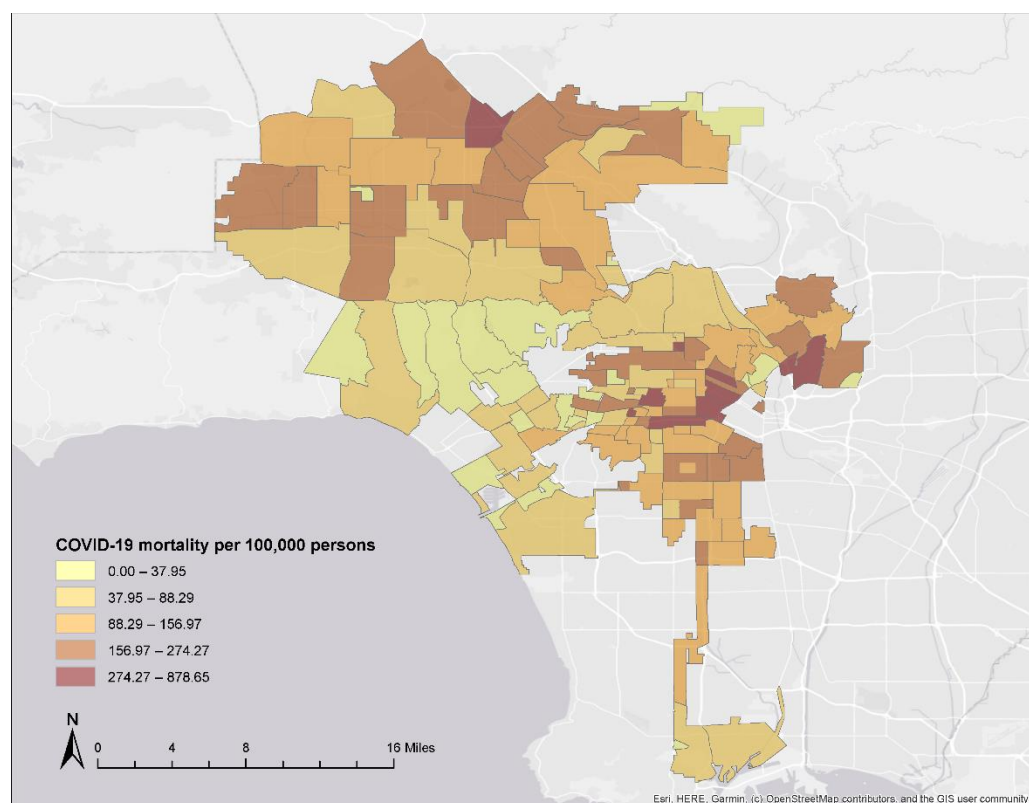 COVID-19 mortality per 100,000 persons
0.00 – 37.95
37.95 – 88.29
88.29 – 156.97
156.97 – 274.27
274.27 – 878.65
N
0 4 8 16 Miles
Esri, HERE, Garmin, (c) OpenStreetMap contributors, and the GIS user community